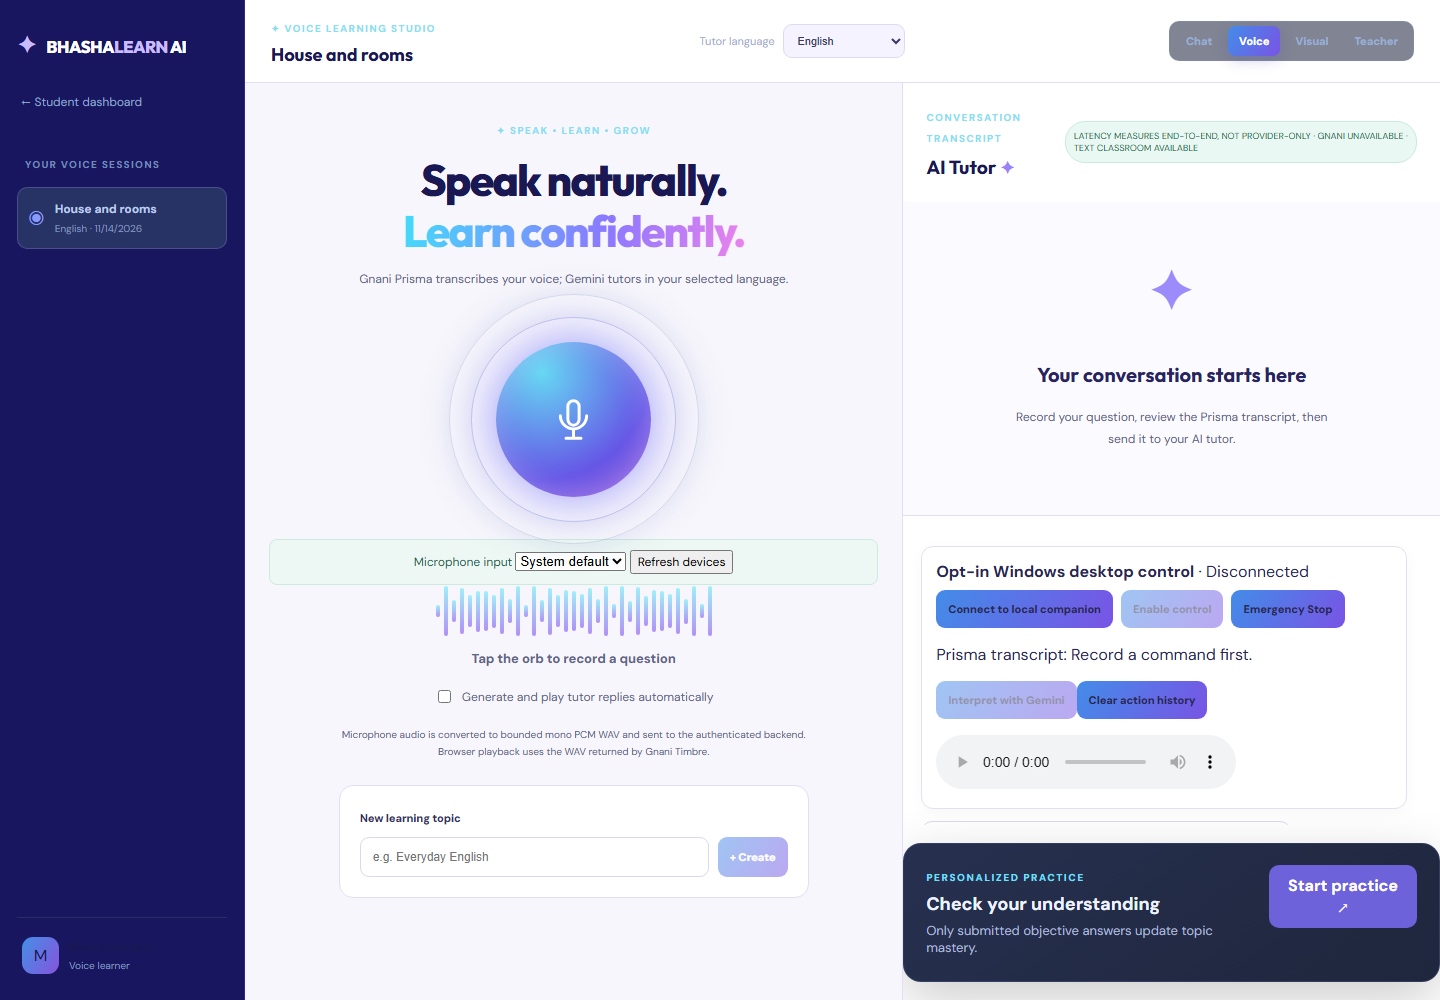 BHASHALEARN AI
← Student dashboard
YOUR VOICE SESSIONS
House and rooms
English · 11/14/2026
M
Voice learner
✦ VOICE LEARNING STUDIO
House and rooms
Tutor language
English
Chat
Voice
Visual
Teacher
✦ SPEAK • LEARN • GROW
Speak naturally.
Learn confidently.
Gnani Prisma transcribes your voice; Gemini tutors in your selected language.
Microphone input System default Refresh devices
Tap the orb to record a question
Generate and play tutor replies automatically
Microphone audio is converted to bounded mono PCM WAV and sent to the authenticated backend.
Browser playback uses the WAV returned by Gnani Timbre.
New learning topic
e.g. Everyday English
+ Create
CONVERSATION
TRANSCRIPT
AI Tutor ✦
LATENCY MEASURES END-TO-END, NOT PROVIDER-ONLY · GNANI UNAVAILABLE ·
TEXT CLASSROOM AVAILABLE
Your conversation starts here
Record your question, review the Prisma transcript, then
send it to your AI tutor.
Opt-in Windows desktop control · Disconnected
Connect to local companion
Enable control
Emergency Stop
Prisma transcript: Record a command first.
Interpret with Gemini
Clear action history
0:00 / 0:00
PERSONALIZED PRACTICE
Check your understanding
Only submitted objective answers update topic
mastery.
Start practice
↗